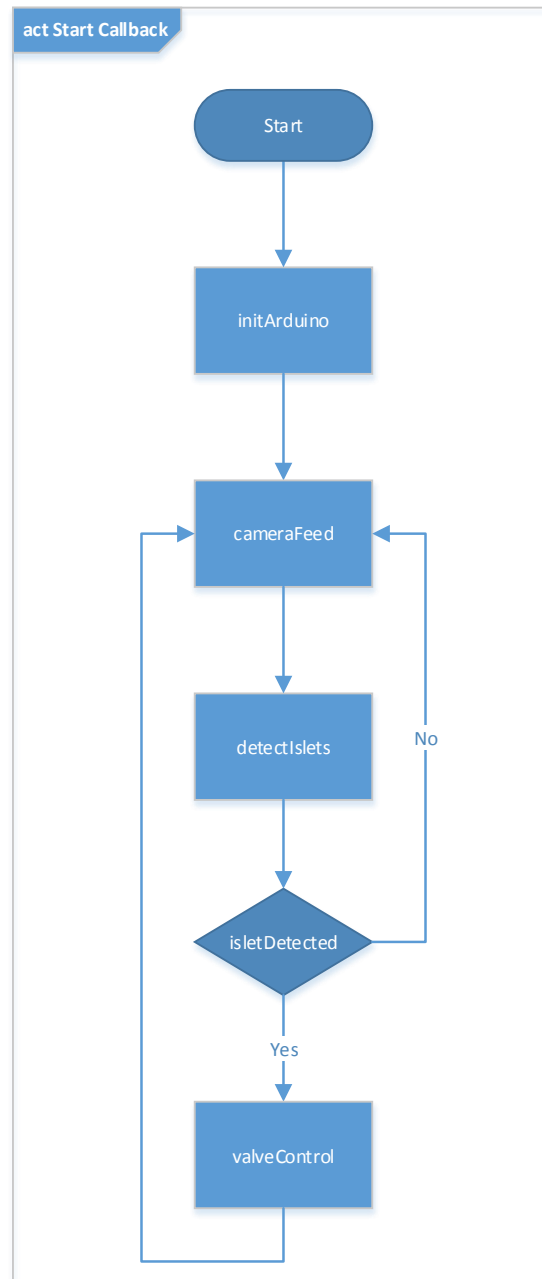 act Start Callback
Start
initArduino
cameraFeed
detectIslets
No
isletDetected
Yes
valveControl